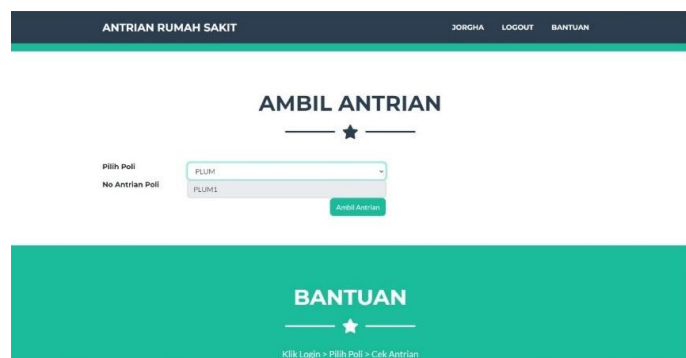 ANTRIAN RUMAH SAKIT JORGHA LOGOUT BANTUAN
AMBIL ANTRIAN
Pilih Poli PLUM
No Antrian Poli PLUM1
Ambil Antrian
BANTUAN
Klik Login > Pilih Poli > Cek Antrian